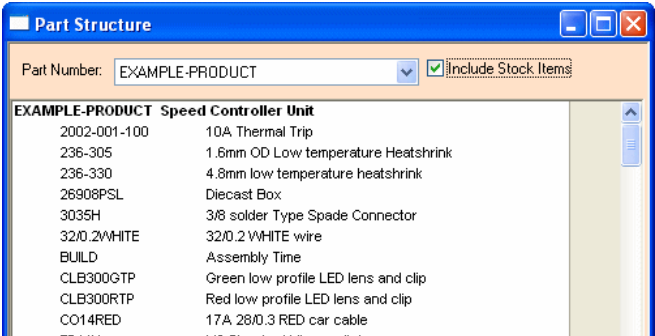 Part Structure
Part Number: EXAMPLE-PRODUCT Include Stock Items
EXAMPLE-PRODUCT Speed Controller Unit
2002-001-100 10A Thermal Trip
236-305 1.6mm OD Low temperature Heatshrink
236-330 4.8mm low temperature heatshrink
26908PSL Diecast Box
3035H 3/8 solder Type Spade Connector
32/0.2WHITE 32/0.2 WHITE wire
BUILD Assembly Time
CLB300GTP Green low profile LED lens and clip
CLB300RTP Red low profile LED lens and clip
CO14RED 17A 28/0.3 RED car cable